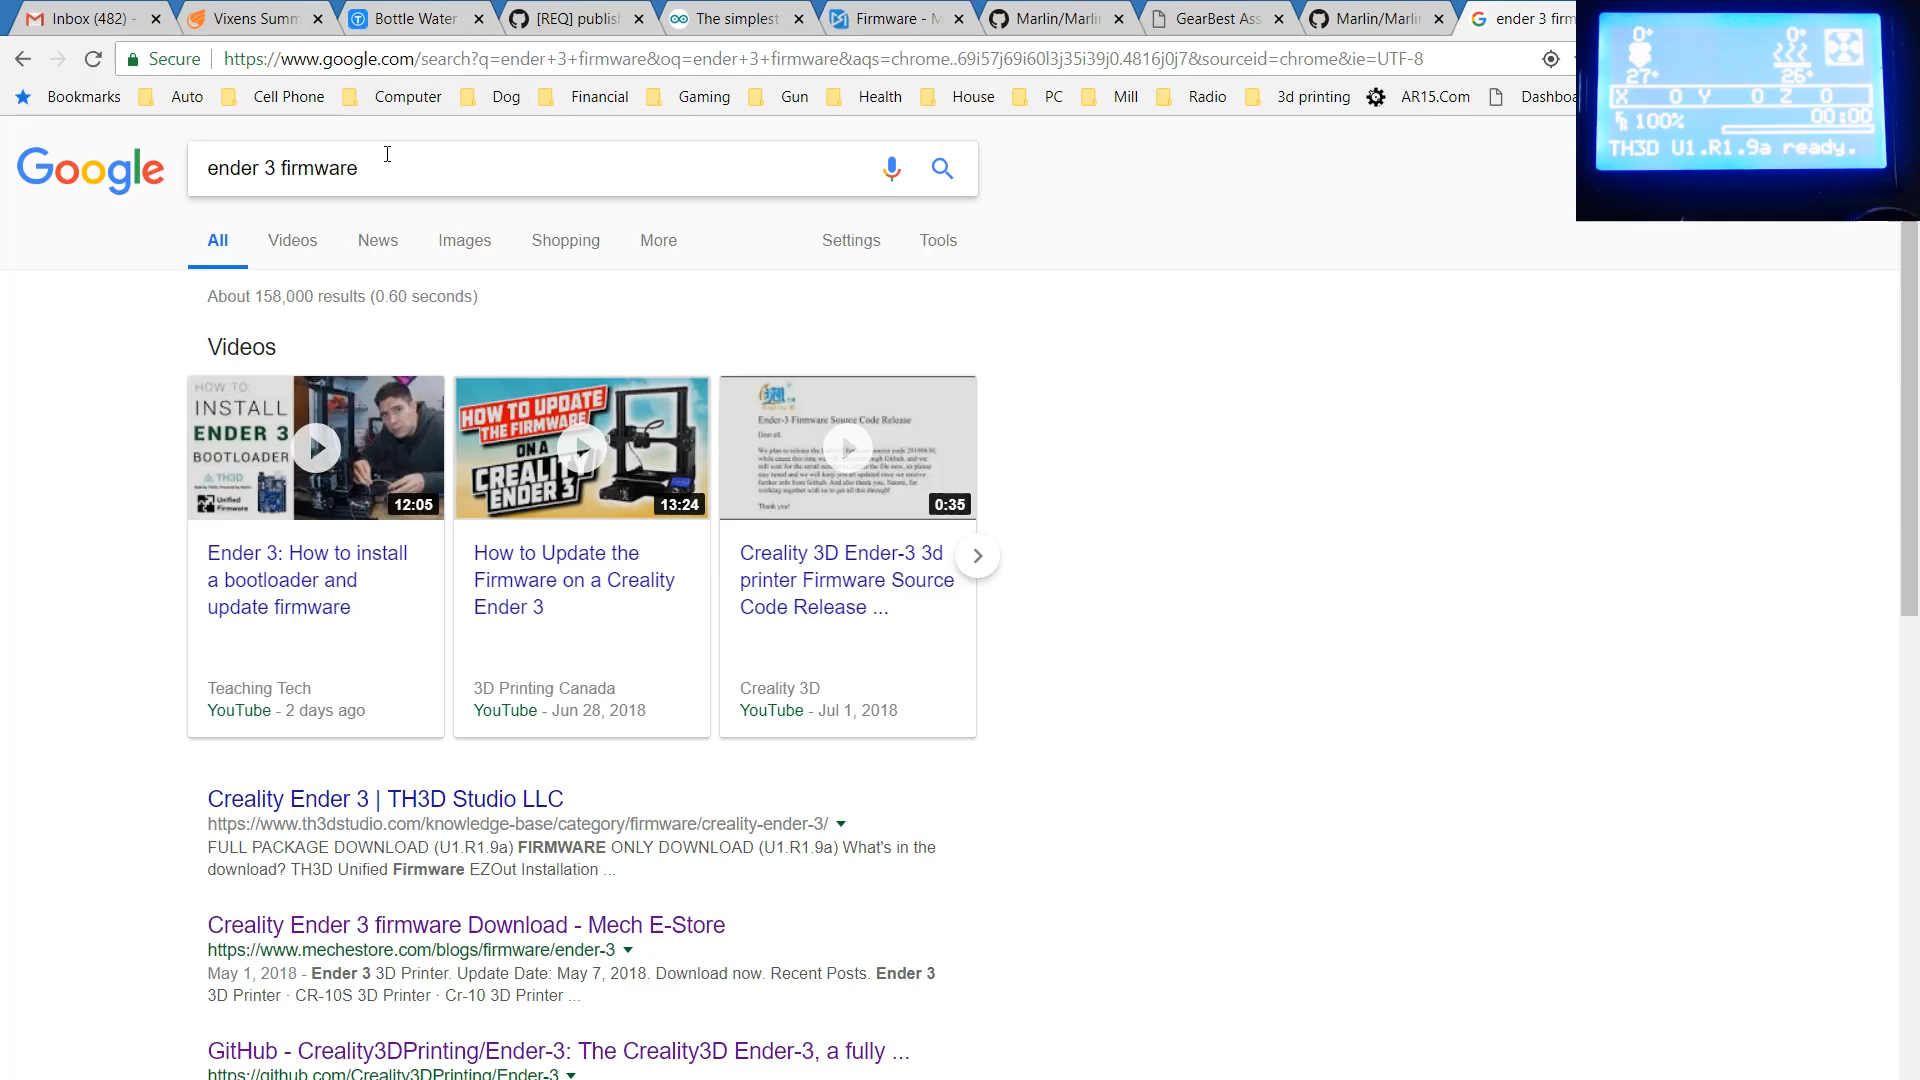 Inbox (482) -
Vixens Summ
Bottle Water
[REQ] publish
The simplest
Firmware - M
Marlin/Marlin
GearBest Ass
Marlin/Marlin
ender 3 firm
Secure
https://www.google.com/search?q=ender+3+firmware&oq=ender+3+firmware&aqs=chrome..69i57j69i60l3j35i39j0.4816j0j7&sourceid=chrome&ie=UTF-8
Bookmarks Auto Cell Phone Computer Dog Financial Gaming Gun Health House PC Mill Radio 3d printing AR15.Com Dashboa
0° 0°
27° 26°
X 0 Y 0 Z 0
FR 100% 00:00
TH3D U1.R1.9a ready.
Google
ender 3 firmware
All Videos News Images Shopping More Settings Tools
About 158,000 results (0.60 seconds)
Videos
HOW TO:
INSTALL
ENDER 3
BOOTLOADER
TH3D
Unified
Firmware
12:05
HOW TO UPDATE
THE FIRMWARE
ON A
CREALITY
ENDER 3
13:24
Ender-3 Firmware Source Code Release
Dear all,
Thank you!
0:35
Ender 3: How to install
a bootloader and
update firmware
Teaching Tech
YouTube - 2 days ago
How to Update the
Firmware on a Creality
Ender 3
3D Printing Canada
YouTube - Jun 28, 2018
Creality 3D Ender-3 3d
printer Firmware Source
Code Release ...
Creality 3D
YouTube - Jul 1, 2018
Creality Ender 3 | TH3D Studio LLC
https://www.th3dstudio.com/knowledge-base/category/firmware/creality-ender-3/
FULL PACKAGE DOWNLOAD (U1.R1.9a) FIRMWARE ONLY DOWNLOAD (U1.R1.9a) What's in the
download? TH3D Unified Firmware EZOut Installation ...
Creality Ender 3 firmware Download - Mech E-Store
https://www.mechestore.com/blogs/firmware/ender-3
May 1, 2018 - Ender 3 3D Printer. Update Date: May 7, 2018. Download now. Recent Posts. Ender 3
3D Printer · CR-10S 3D Printer · Cr-10 3D Printer ...
GitHub - Creality3DPrinting/Ender-3: The Creality3D Ender-3, a fully ...
https://github.com/Creality3DPrinting/Ender-3